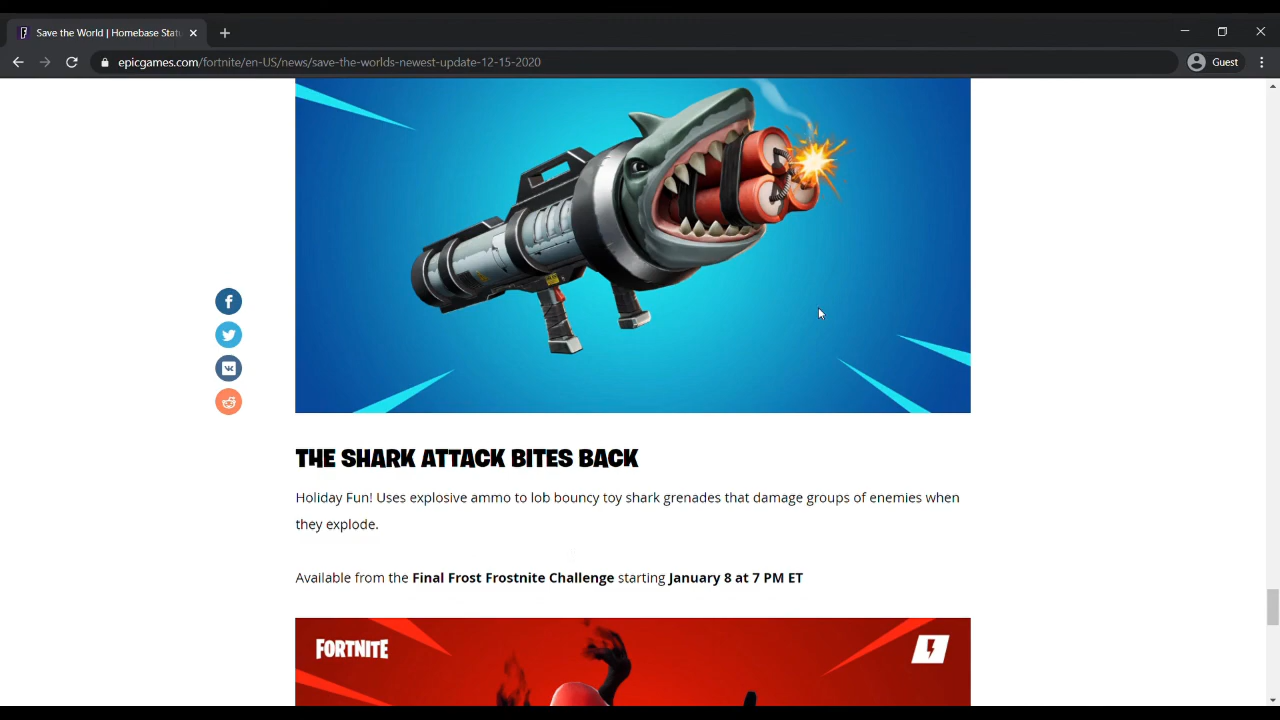 Save the World | Homebase Statu
epicgames.com/fortnite/en-US/news/save-the-worlds-newest-update-12-15-2020
Guest
THE SHARK ATTACK BITES BACK
Holiday Fun! Uses explosive ammo to lob bouncy toy shark grenades that damage groups of enemies when
they explode.
Available from the Final Frost Frostnite Challenge starting January 8 at 7 PM ET
FORTNITE